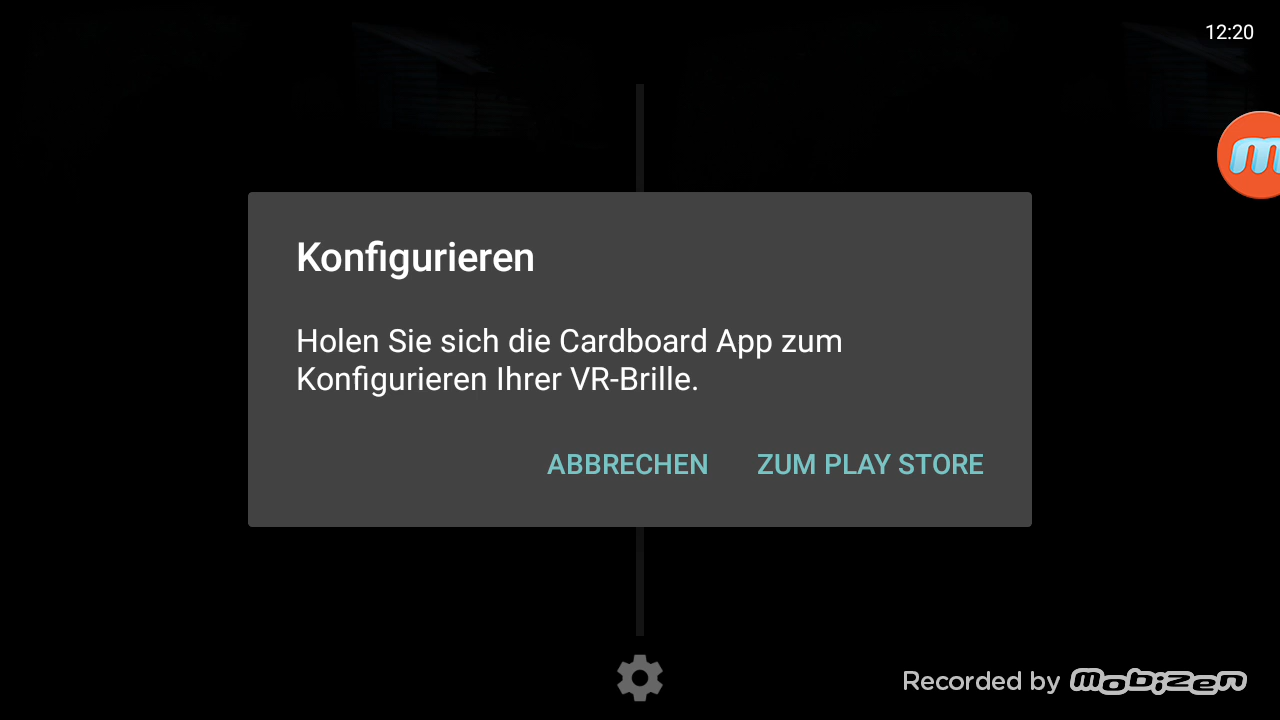 12:20
Konfigurieren
Holen Sie sich die Cardboard App zum
Konfigurieren Ihrer VR-Brille.
ABBRECHEN ZUM PLAY STORE
Recorded by mobizen